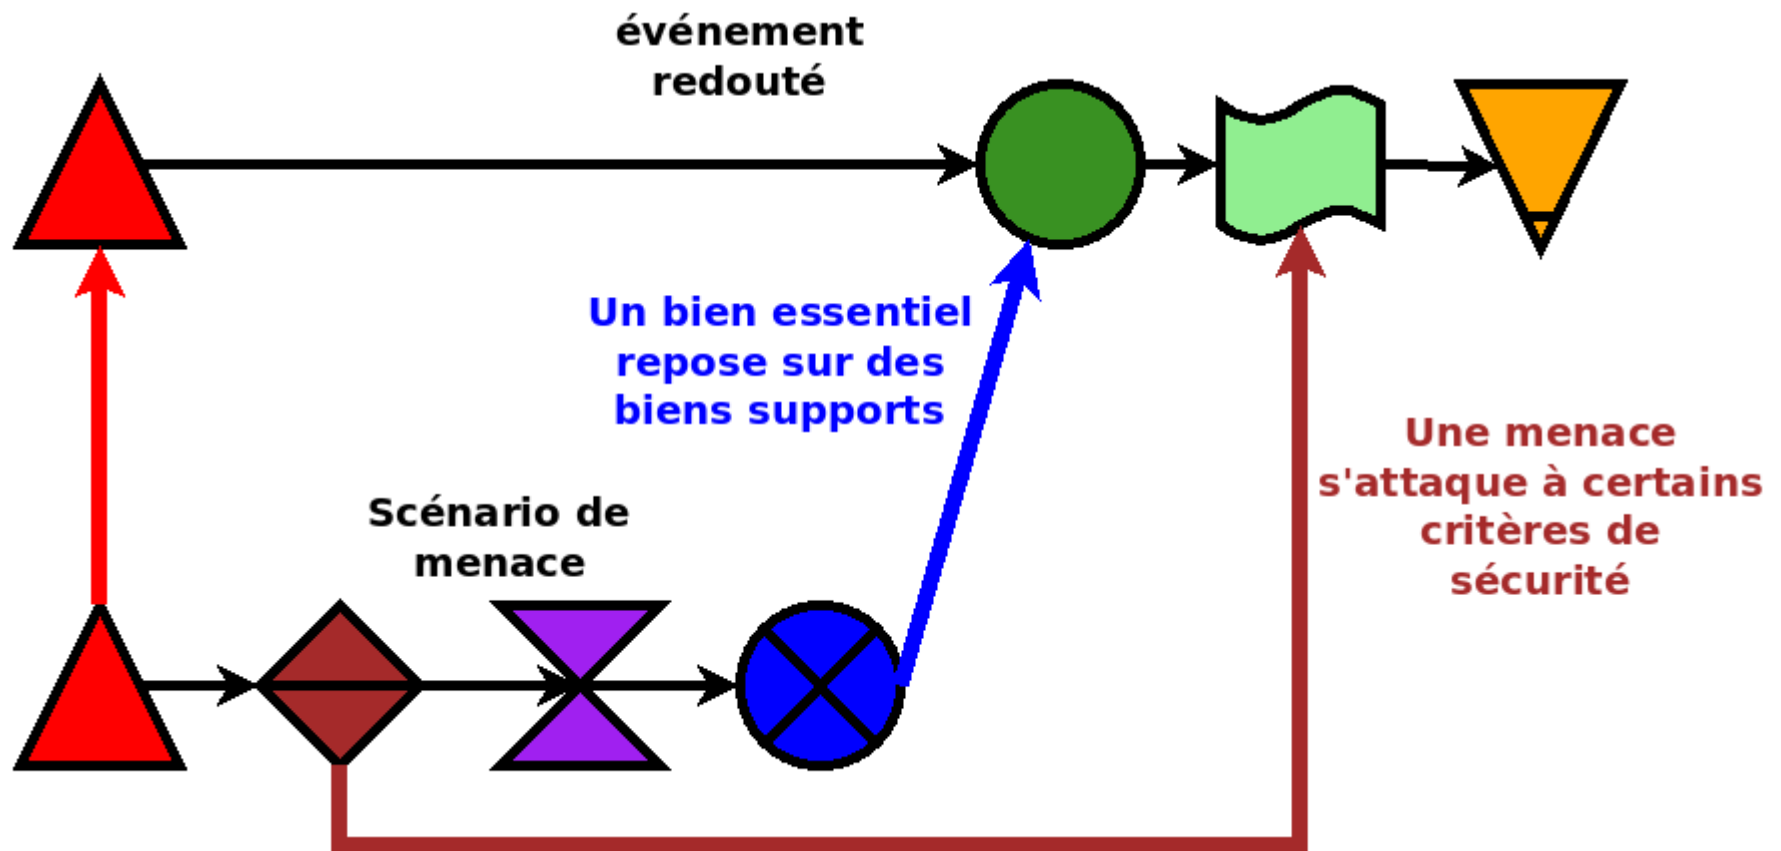 événement
redouté
Un bien essentiel
repose sur des
biens supports
Une menace
s'attaque à certains
critères de
sécurité
Scénario de
menace